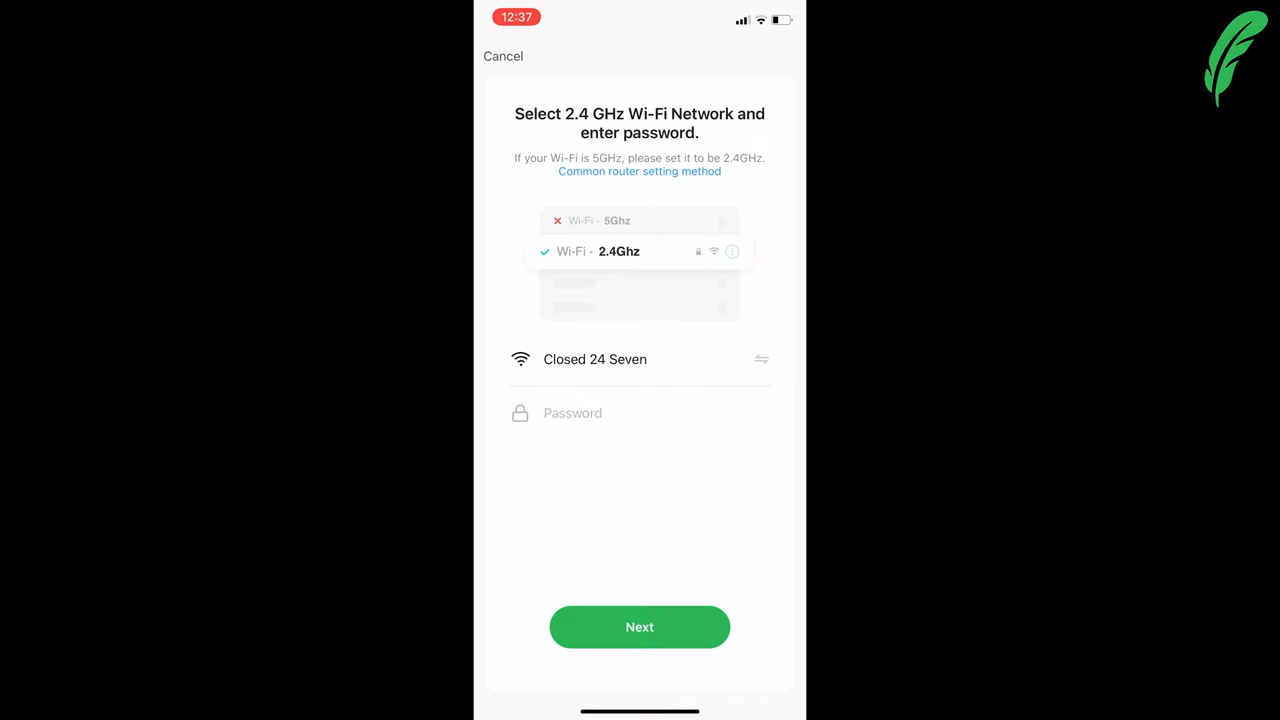 12:37
Cancel
Select 2.4 GHz Wi-Fi Network and
enter password.
If your Wi-Fi is 5GHz, please set it to be 2.4GHz.
Common router setting method
Wi-Fi - 5Ghz
Wi-Fi - 2.4Ghz
Closed 24 Seven
Password
Next